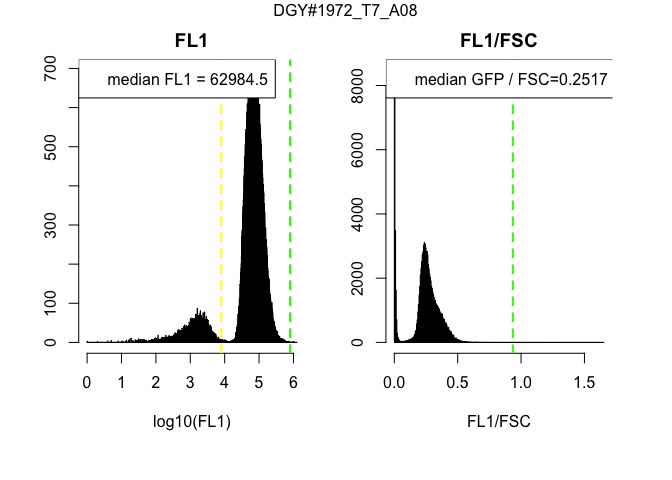 DGY#1972_T7_A08
FL1
median FL1 = 62984.5
700
500
300
100
0
0 1 2 3 4 5 6
log10(FL1)
FL1/FSC
median GFP / FSC=0.2517
8000
6000
4000
2000
0
0.0 0.5 1.0 1.5
FL1/FSC